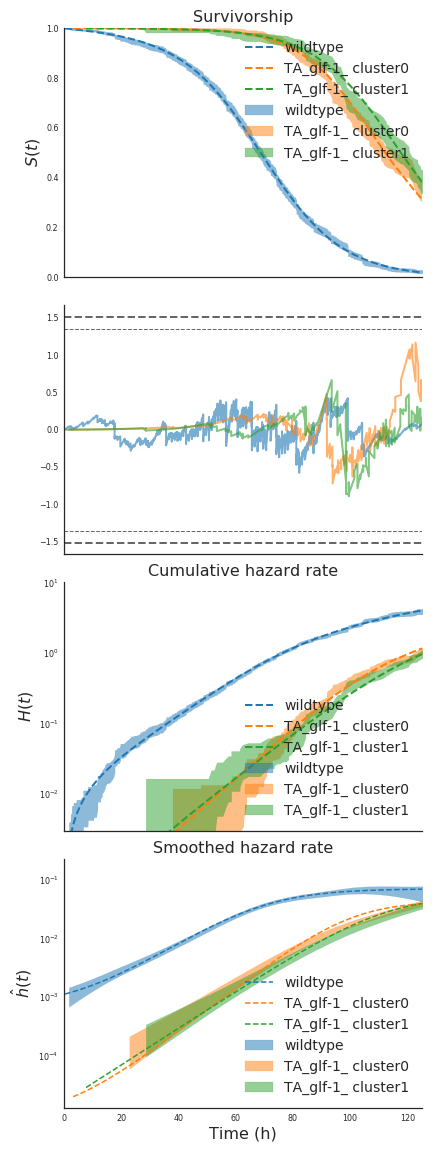 Survivorship
1.0
0.8
0.6
0.4
0.2
0.0
S(t)
wildtype
TA_glf-1_ cluster0
TA_glf-1_ cluster1
wildtype
TA_glf-1_ cluster0
TA_glf-1_ cluster1
1.5
1.0
0.5
0.0
−0.5
−1.0
−1.5
Cumulative hazard rate
10¹
10⁰
10⁻¹
10⁻²
H(t)
wildtype
TA_glf-1_ cluster0
TA_glf-1_ cluster1
wildtype
TA_glf-1_ cluster0
TA_glf-1_ cluster1
Smoothed hazard rate
10⁻¹
10⁻²
10⁻³
10⁻⁴
ĥ(t)
wildtype
TA_glf-1_ cluster0
TA_glf-1_ cluster1
wildtype
TA_glf-1_ cluster0
TA_glf-1_ cluster1
0 20 40 60 80 100 120
Time (h)